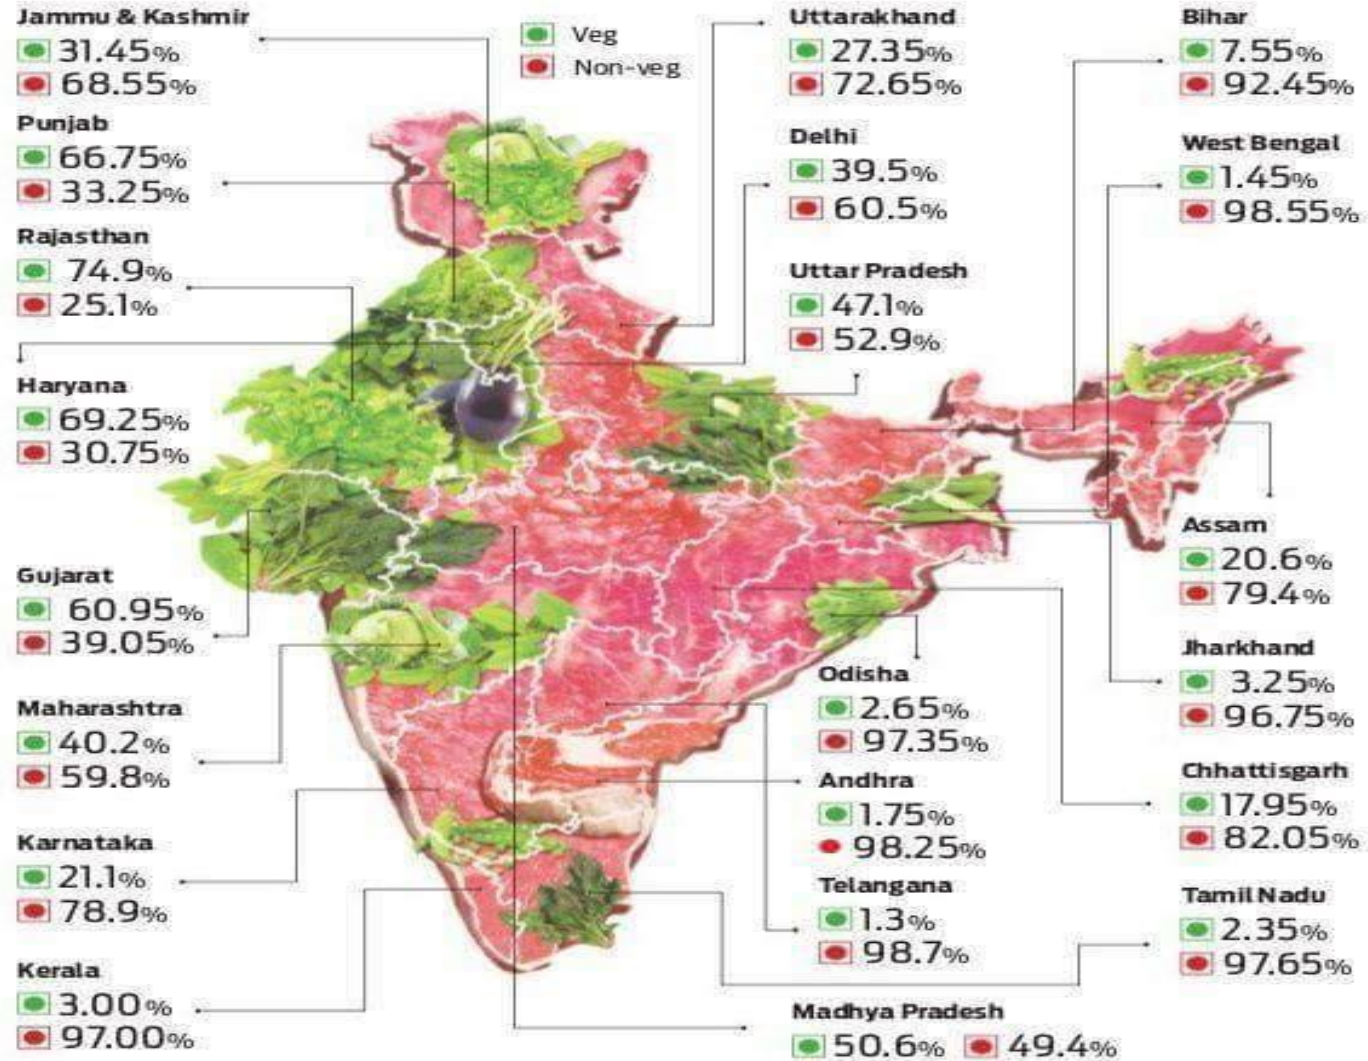 Jammu & Kashmir
31.45%
68.55%
Punjab
66.75%
33.25%
Rajasthan
74.9%
25.1%
Haryana
69.25%
30.75%
Gujarat
60.95%
39.05%
Maharashtra
40.2%
59.8%
Karnataka
21.1%
78.9%
Kerala
3.00%
97.00%
Veg
Non-veg
Uttarakhand
27.35%
72.65%
Delhi
39.5%
60.5%
Uttar Pradesh
47.1%
52.9%
Odisha
2.65%
97.35%
Andhra
1.75%
98.25%
Telangana
1.3%
98.7%
Madhya Pradesh
50.6% 49.4%
Bihar
7.55%
92.45%
West Bengal
1.45%
98.55%
Assam
20.6%
79.4%
Jharkhand
3.25%
96.75%
Chhattisgarh
17.95%
82.05%
Tamil Nadu
2.35%
97.65%